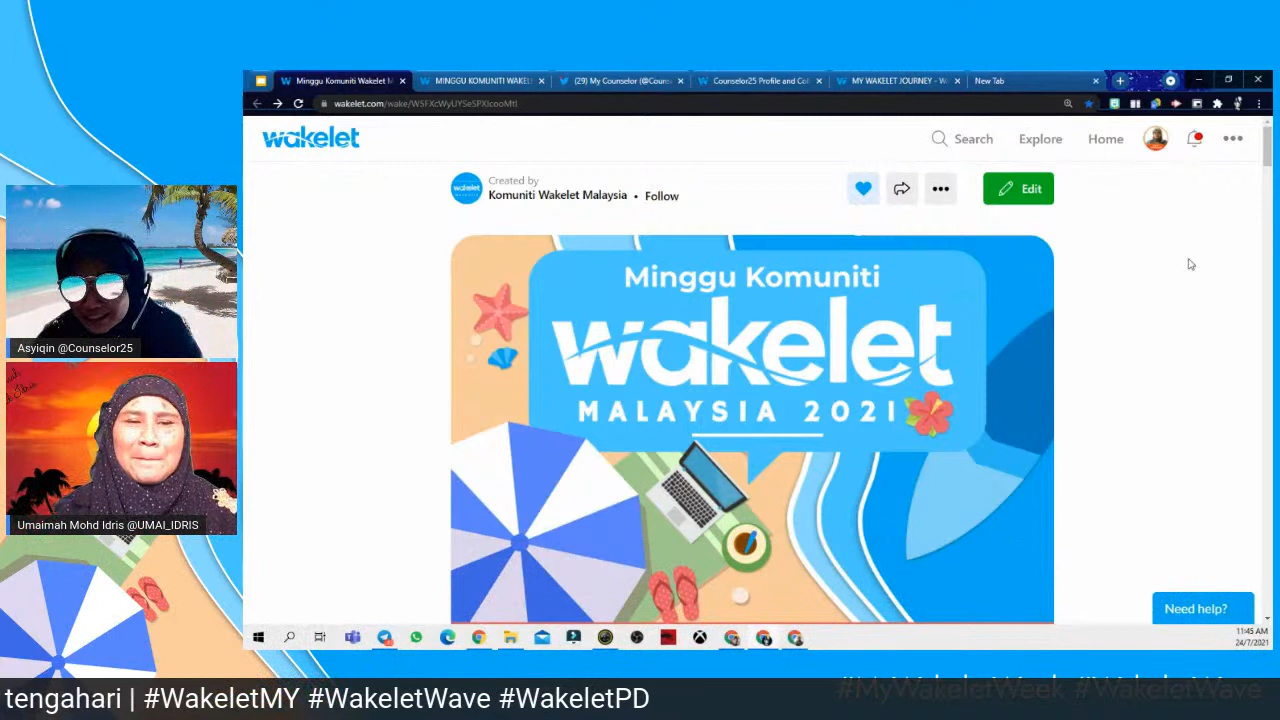 Minggu Komuniti Wakelet M
MINGGU KOMUNITI WAKEL
(29) My Counselor (@Couns
Counselor25 Profile and Col
MY WAKELET JOURNEY - W
New Tab
wakelet
Search
Explore
Home
Created by
Komuniti Wakelet Malaysia • Follow
Edit
wakelet
Minggu Komuniti
wakelet
MALAYSIA 2021
Asyiqin @Counselor25
Umaimah Mohd Idris @UMAI_IDRIS
Need help?
11:45 AM
24/7/2021
tengahari | #WakeletMY #WakeletWave #WakeletPD
#MyWakeletWeek #WakeletWave